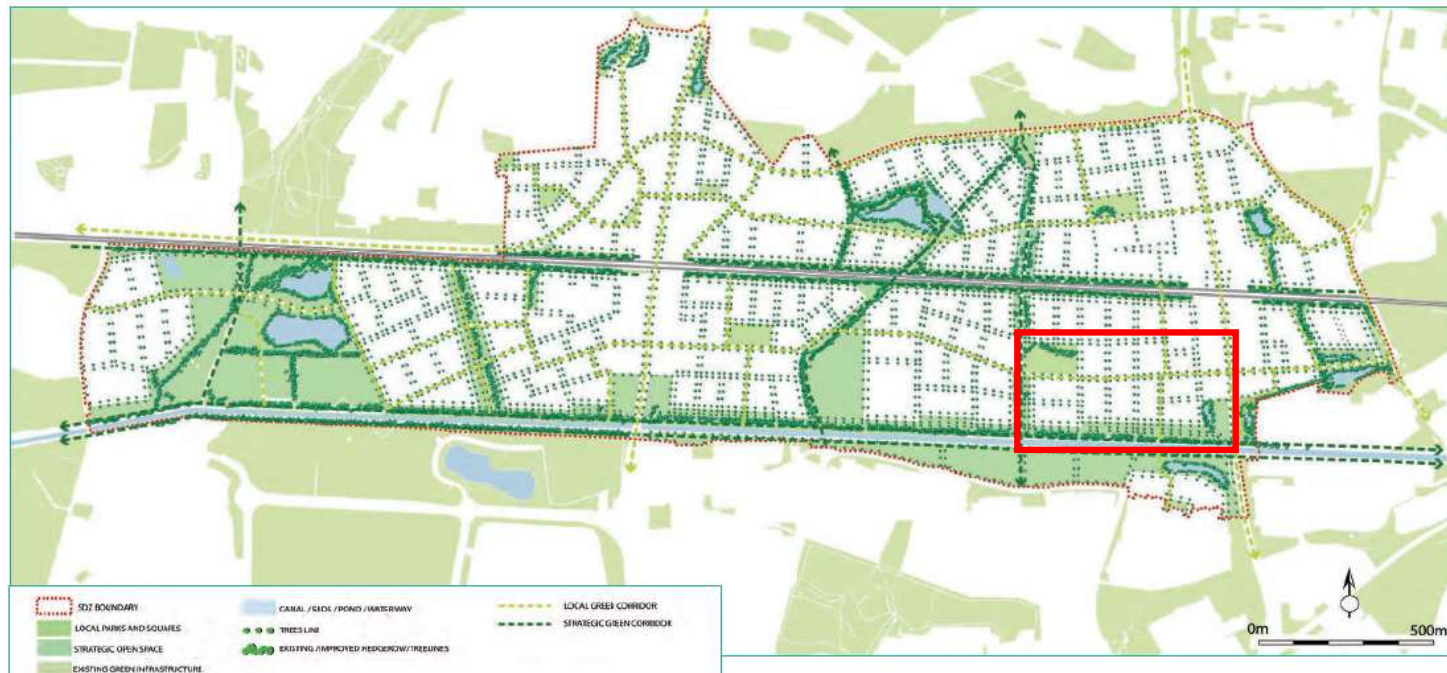 SDZ BOUNDARY
LOCAL PARKS AND SQUARES
STRATEGIC OPEN SPACE
EXISTING GREEN INFRASTRUCTURE
CANAL / SUDS / POND / WATERWAY
TREES LINE
EXISTING / IMPROVED HEDGEROW/TREELINES
LOCAL GREEN CORRIDOR
STRATEGIC GREEN CORRIDOR
0m 500m